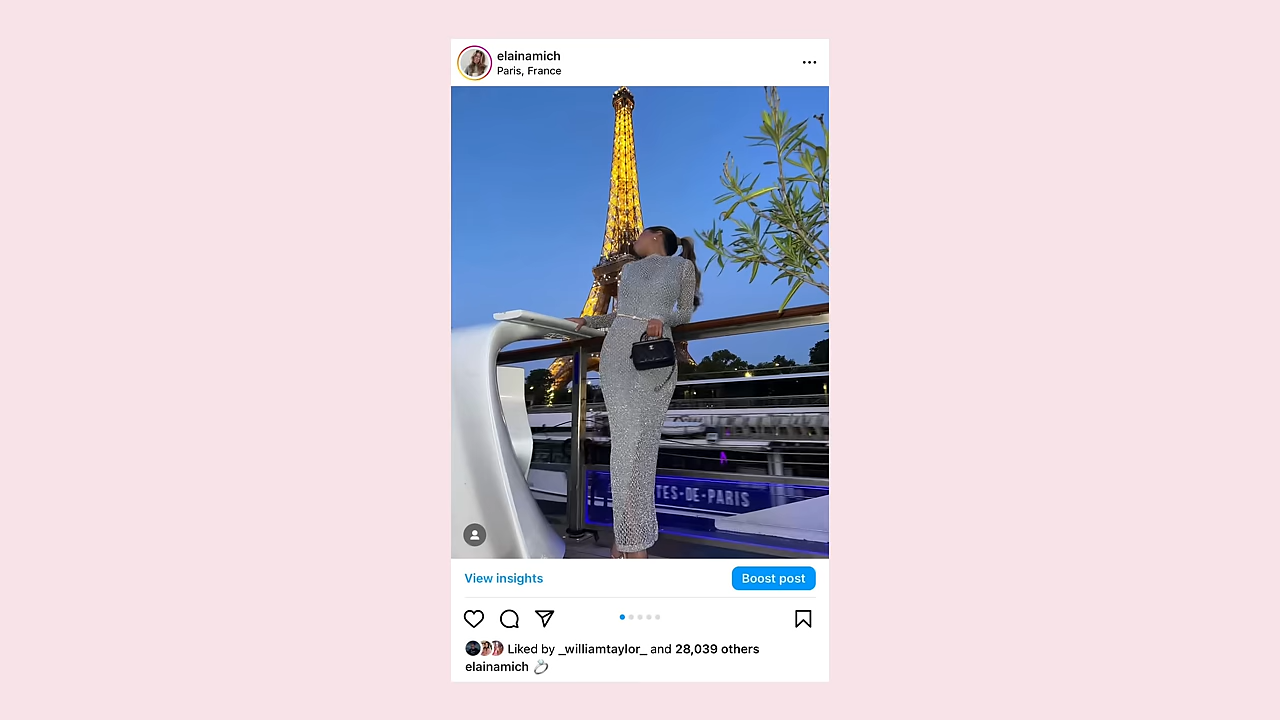 elainamich
Paris, France
TES-DE-PARIS
View insights
Boost post
Liked by _williamtaylor_ and 28,039 others
elainamich 💍